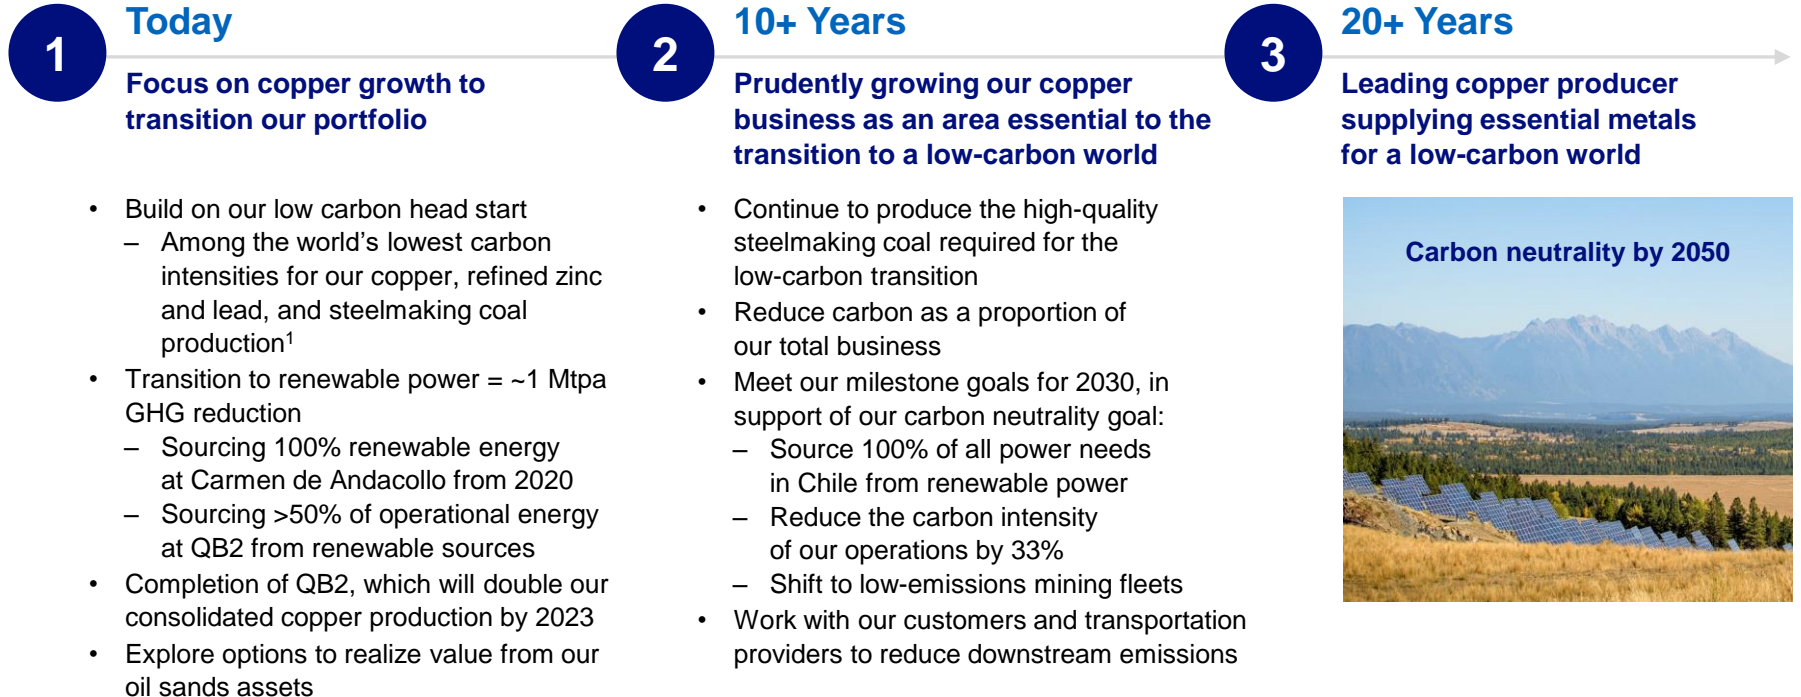 1
Today
Focus on copper growth to
transition our portfolio
• Build on our low carbon head start
– Among the world’s lowest carbon
intensities for our copper, refined zinc
and lead, and steelmaking coal
production¹
• Transition to renewable power = ~1 Mtpa
GHG reduction
– Sourcing 100% renewable energy
at Carmen de Andacollo from 2020
– Sourcing >50% of operational energy
at QB2 from renewable sources
• Completion of QB2, which will double our
consolidated copper production by 2023
• Explore options to realize value from our
oil sands assets
2
10+ Years
Prudently growing our copper
business as an area essential to the
transition to a low-carbon world
• Continue to produce the high-quality
steelmaking coal required for the
low-carbon transition
• Reduce carbon as a proportion of
our total business
• Meet our milestone goals for 2030, in
support of our carbon neutrality goal:
– Source 100% of all power needs
in Chile from renewable power
– Reduce the carbon intensity
of our operations by 33%
– Shift to low-emissions mining fleets
• Work with our customers and transportation
providers to reduce downstream emissions
3
20+ Years
Leading copper producer
supplying essential metals
for a low-carbon world
Carbon neutrality by 2050